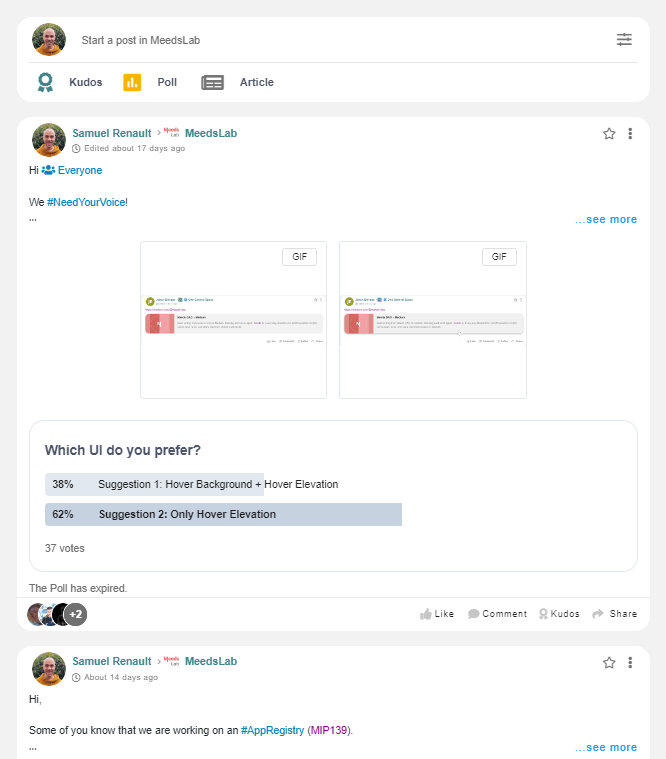 Start a post in MeedsLab
Kudos
Poll
Article
Samuel Renault > Meeds Lab MeedsLab
Edited about 17 days ago
Hi Everyone
We #NeedYourVoice!
...
...see more
GIF
GIF
Which UI do you prefer?
38% Suggestion 1: Hover Background + Hover Elevation
62% Suggestion 2: Only Hover Elevation
37 votes
The Poll has expired.
+2
Like Comment Kudos Share
Samuel Renault > Meeds Lab MeedsLab
About 14 days ago
Hi,
Some of you know that we are working on an #AppRegistry (MIP139).
...
...see more